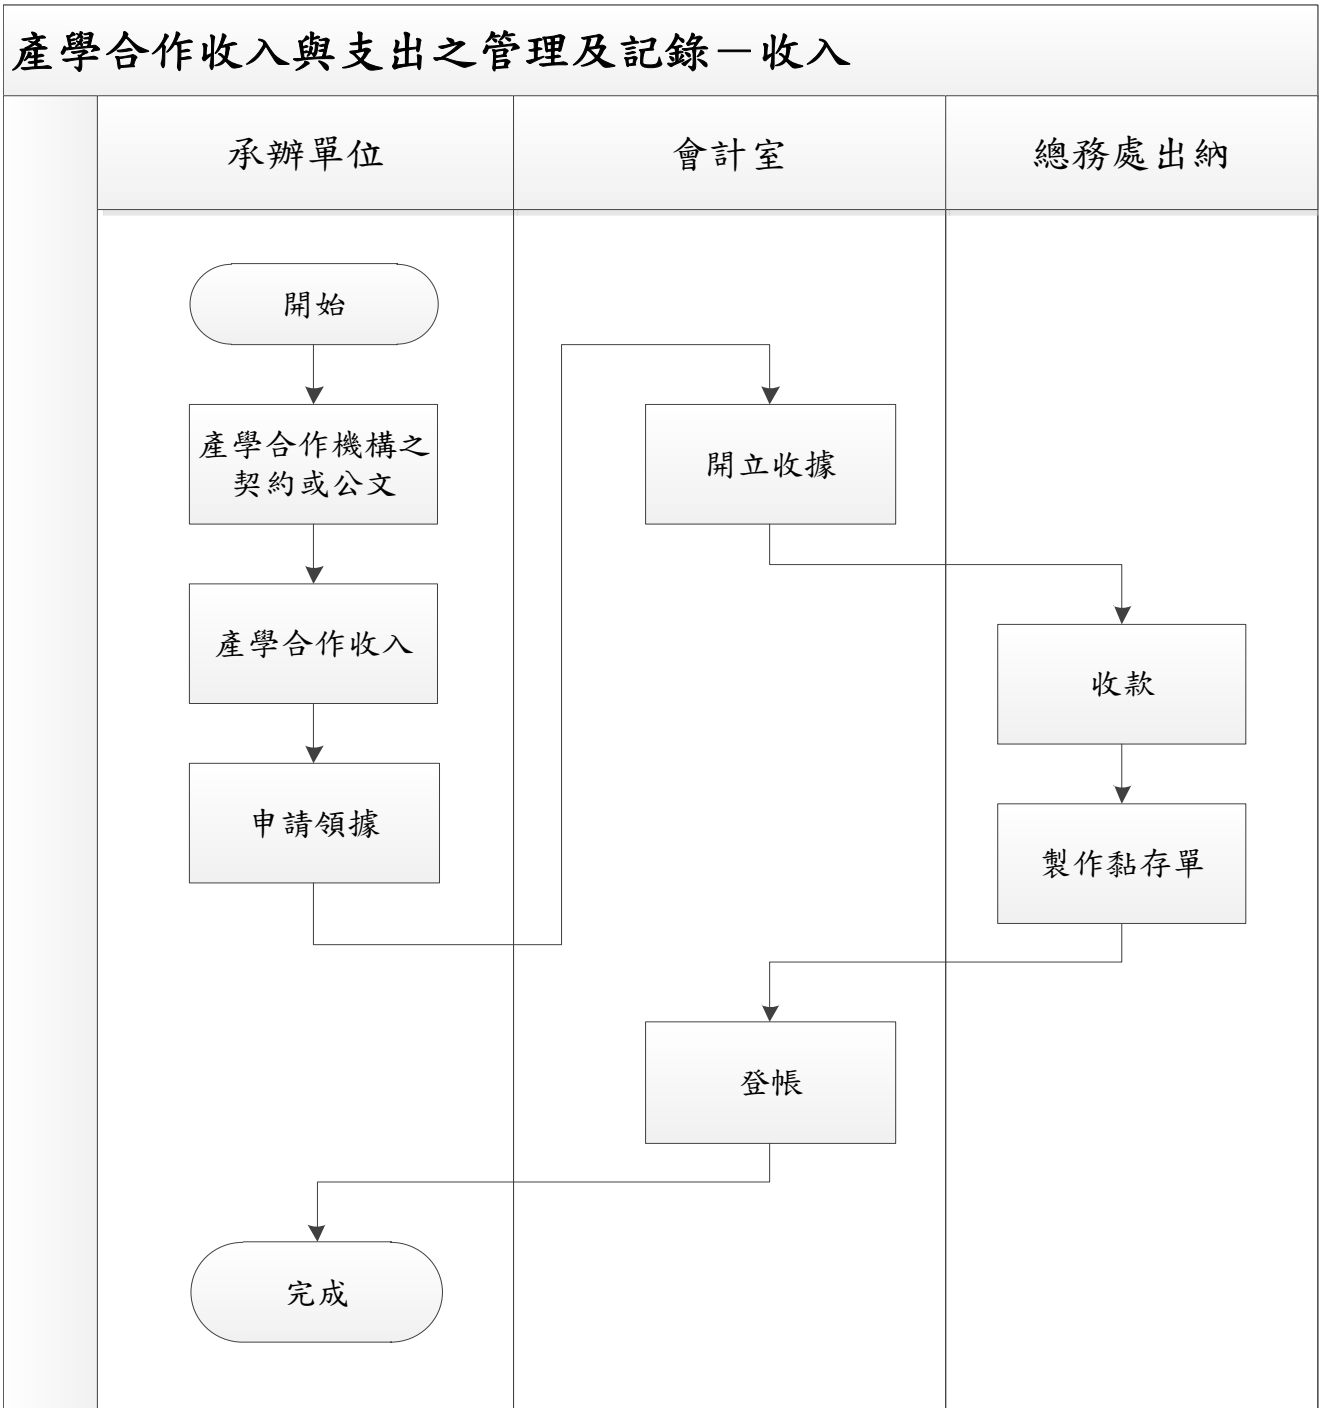 產學合作收入與支出之管理及記錄－收入
承辦單位
會計室
總務處出納
開始
產學合作機構之
契約或公文
開立收據
產學合作收入
收款
申請領據
製作黏存單
登帳
完成